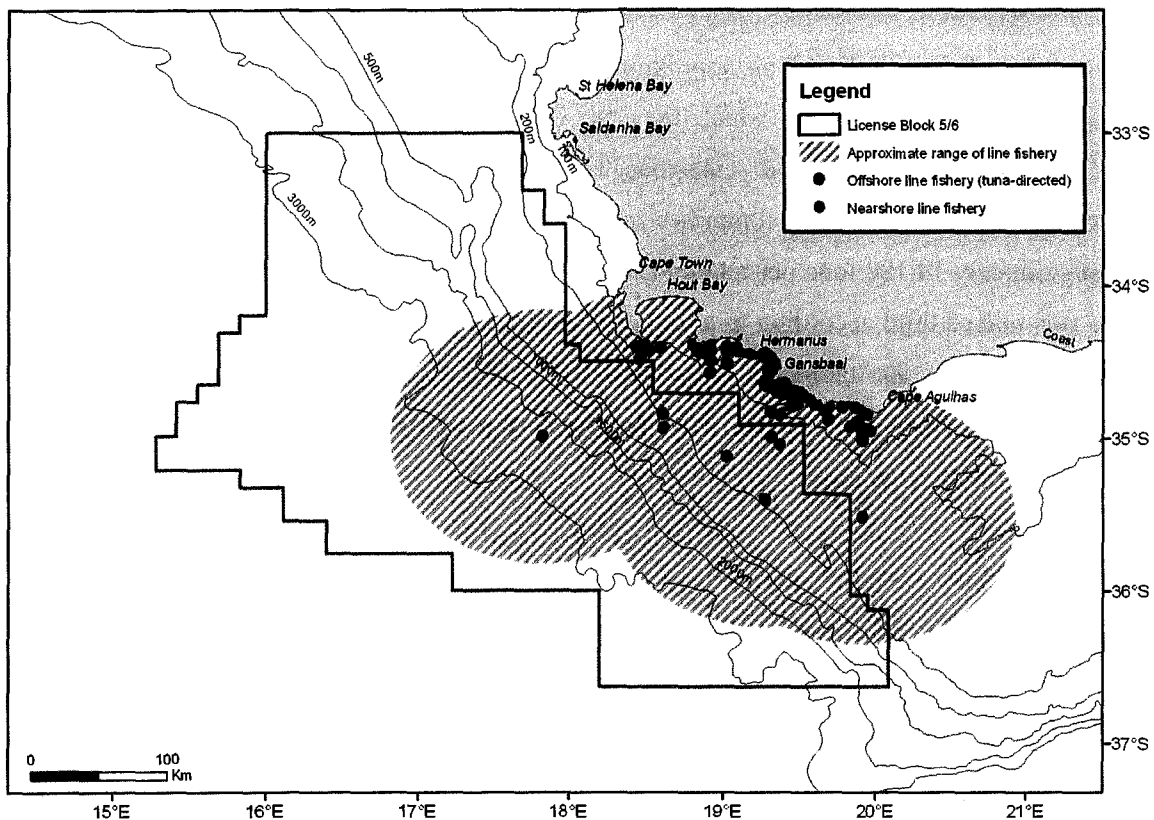 500m
St Helena Bay
Saldanha Bay
200m
100m
3000m
Legend
License Block 5/6
Approximate range of line fishery
Offshore line fishery (tuna-directed)
Nearshore line fishery
33°S
Cape Town
Hout Bay
34°S
Hermanus
Gansbaai
Coast
Cape Agulhas
35°S
2000m
36°S
37°S
0
100
Km
15°E
16°E
17°E
18°E
19°E
20°E
21°E